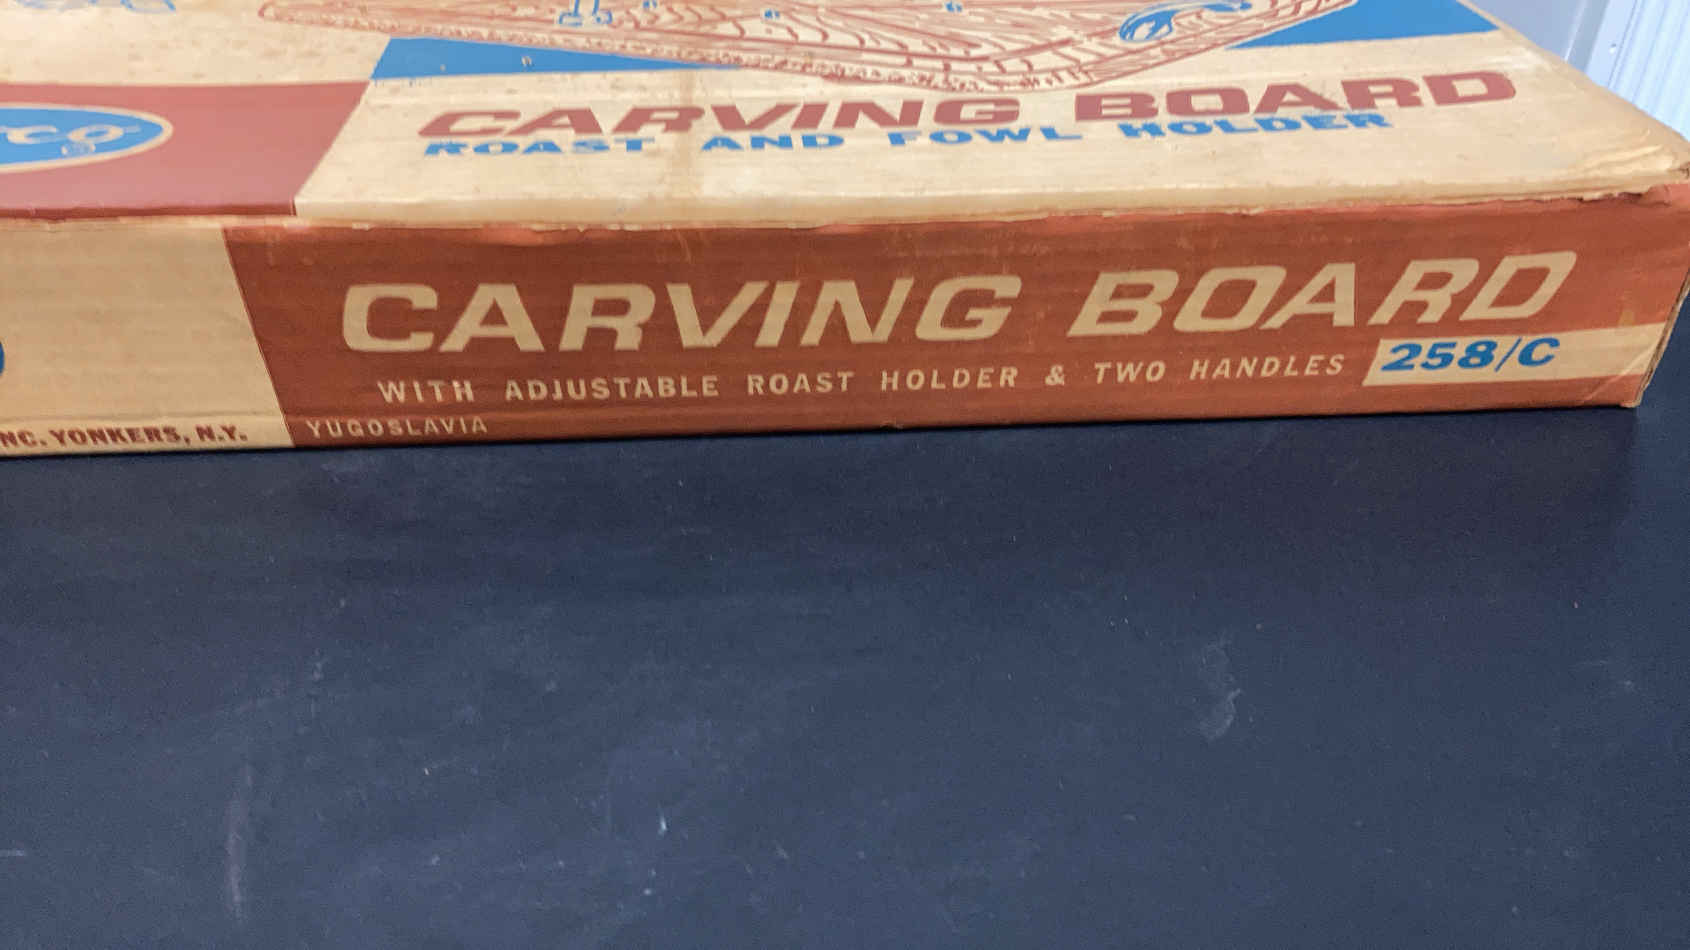 CARVING BOARD
ROAST AND FOWL HOLDER
CARVING BOARD
WITH ADJUSTABLE ROAST HOLDER & TWO HANDLES
258/C
NC. YONKERS, N.Y.
YUGOSLAVIA